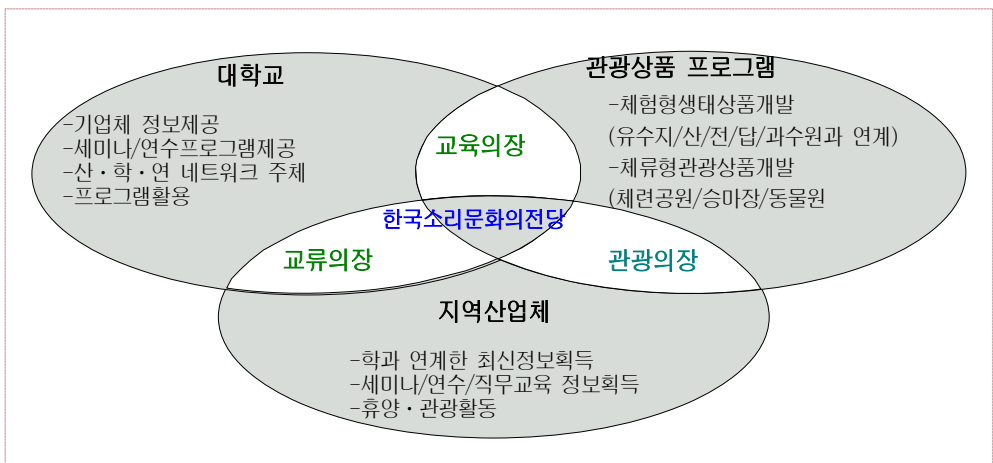 대학교
-기업체 정보제공
-세미나/연수프로그램제공
-산·학·연 네트워크 주체
-프로그램활용
관광상품 프로그램
-체험형생태상품개발
(유수지/산/전/답/과수원과 연계)
-체류형관광상품개발
(체련공원/승마장/동물원
교육의장
한국소리문화의전당
교류의장
관광의장
지역산업체
-학과 연계한 최신정보획득
-세미나/연수/직무교육 정보획득
-휴양·관광활동